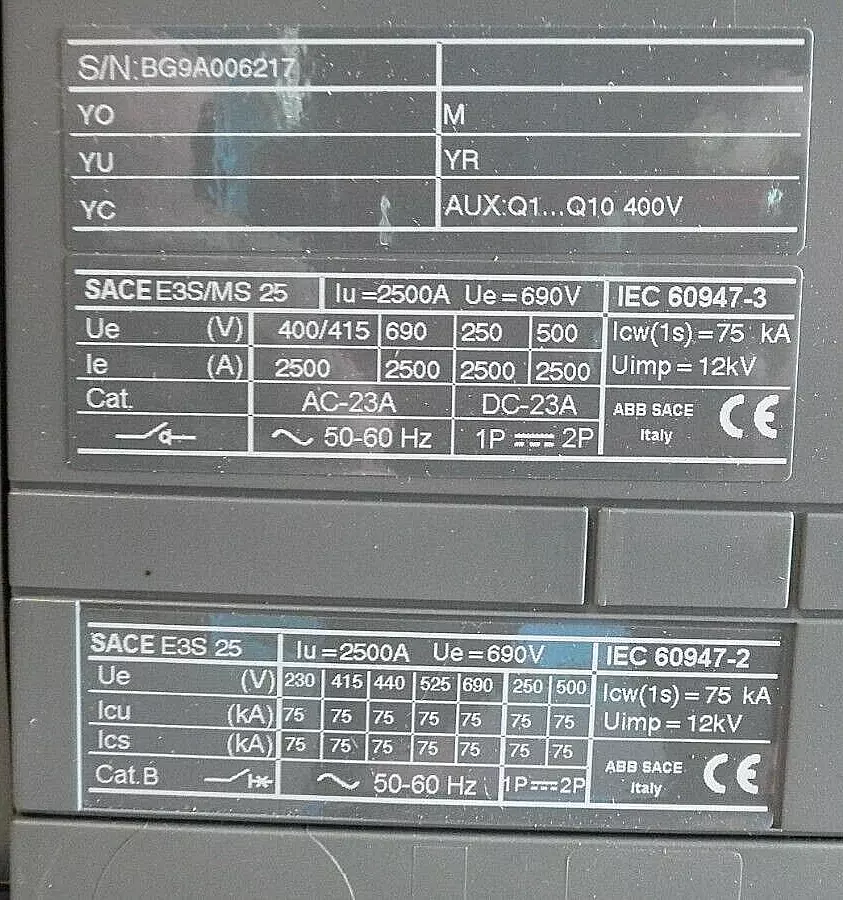 S/N:BG9A006217
YO M
YU YR
YC AUX:Q1...Q10 400V
SACE E3S/MS 25 Iu=2500A Ue=690V IEC 60947-3
Ue (V) 400/415 690 250 500 Icw(1s)=75 kA
Ie (A) 2500 2500 2500 2500 Uimp=12kV
Cat. AC-23A DC-23A ABB SACE CE
50-60 Hz 1P 2P Italy
SACE E3S 25 Iu=2500A Ue=690V IEC 60947-2
Ue (V) 230 415 440 525 690 250 500 Icw(1s)=75 kA
Icu (kA) 75 75 75 75 75 75 75 Uimp=12kV
Ics (kA) 75 75 75 75 75 75 75 ABB SACE CE
Cat.B 50-60 Hz 1P 2P Italy